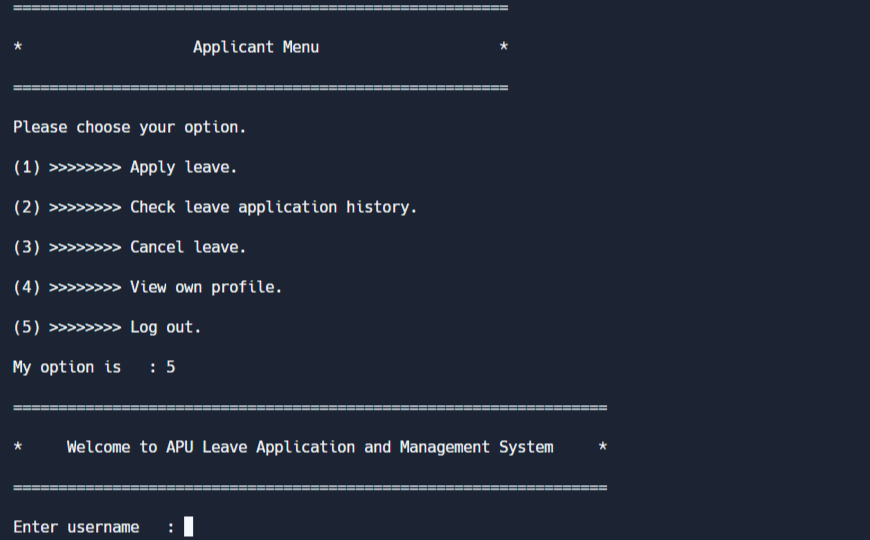 =======================================================
*                   Applicant Menu                    *
=======================================================
Please choose your option.
(1) >>>>>>>> Apply leave.
(2) >>>>>>>> Check leave application history.
(3) >>>>>>>> Cancel leave.
(4) >>>>>>>> View own profile.
(5) >>>>>>>> Log out.
My option is   : 5
==================================================================
*     Welcome to APU Leave Application and Management System     *
==================================================================
Enter username   :